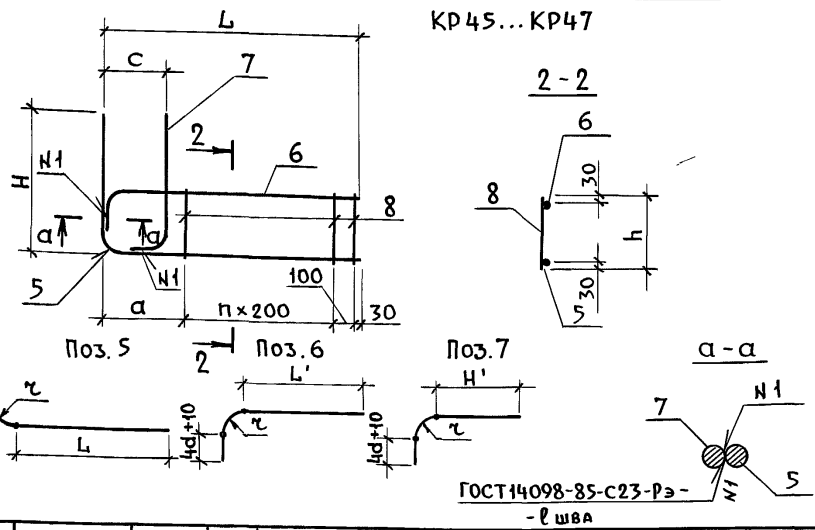 КР45...КР47
L
C
7
2-2
2
6
6
H
N1
30
8
8
h
а
а
N1
5
100
30
а
п×200
30
5
Поз.5
2
Поз.6
Поз.7
а-а
L'
H'
r
r
r
4d+10
4d+10
L
7
N1
N1
5
ГОСТ14098-85-С23-Рэ-
-ℓ шва